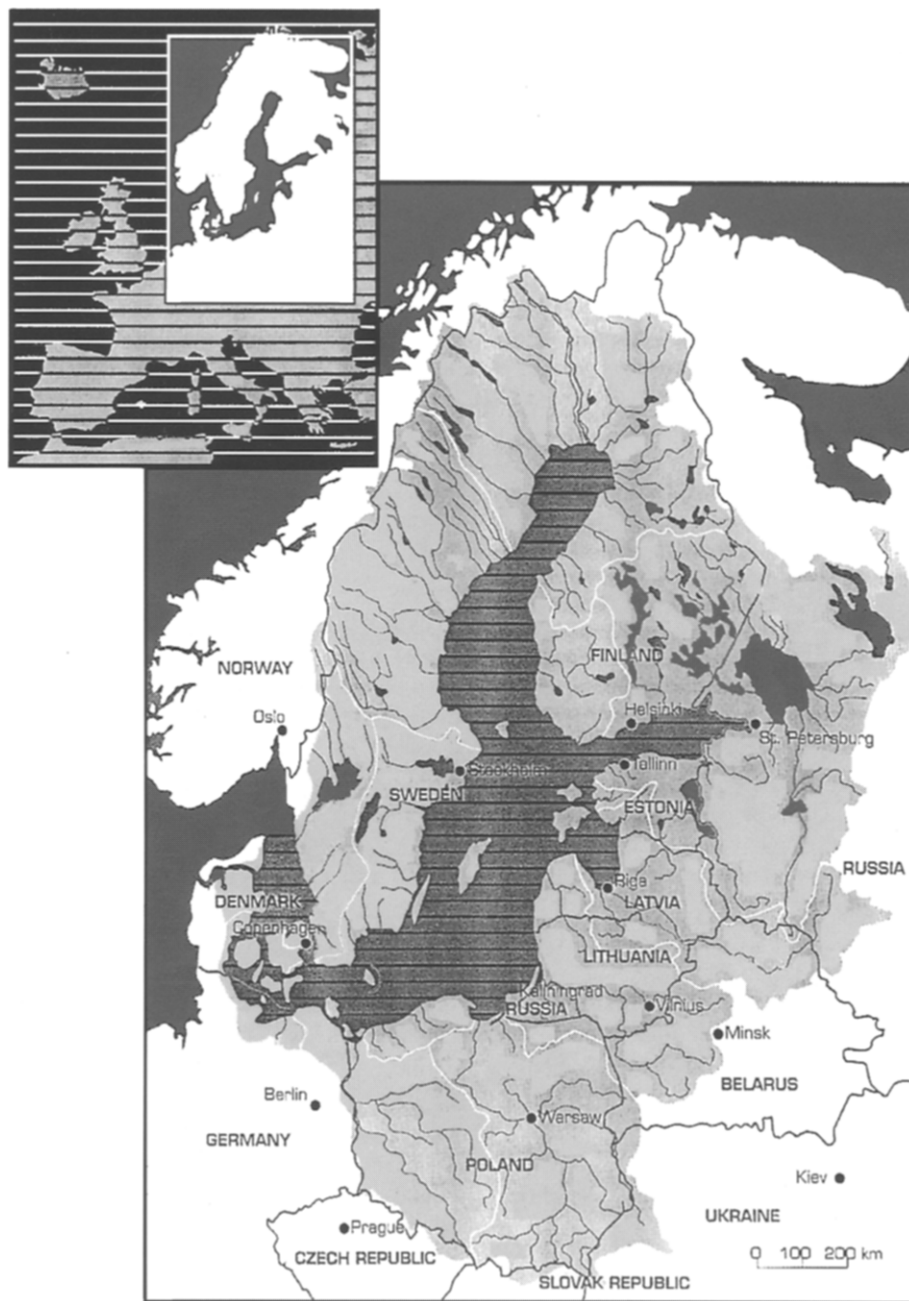 NORWAY
Oslo
FINLAND
Helsinki
St. Petersburg
Stockholm
SWEDEN
Tallinn
ESTONIA
RUSSIA
Riga
LATVIA
DENMARK
Copenhagen
LITHUANIA
Kaliningrad
RUSSIA
Vilnius
Minsk
BELARUS
Berlin
Warsaw
GERMANY
POLAND
Kiev
UKRAINE
Prague
CZECH REPUBLIC
0 100 200 km
SLOVAK REPUBLIC